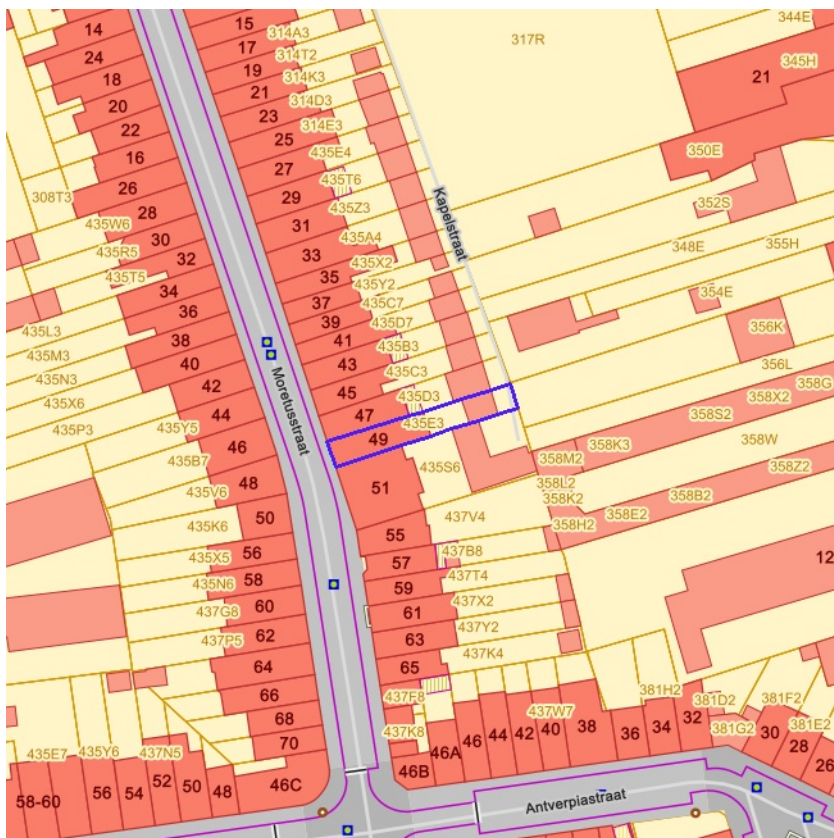 14
24
18
20
22
16
26
28
30
32
34
36
38
40
42
44
46
48
50
56
58
60
62
64
66
68
70
46C
15
17
19
21
23
25
27
29
31
33
35
37
39
41
43
45
47
49
51
55
57
59
61
63
65
314A3
314T2
314K3
314D3
314E3
435E4
435T6
435Z3
435A4
435X2
435Y2
435C7
435D7
435B3
435C3
435D3
435E3
435S6
437V4
437B8
437T4
437X2
437Y2
437K4
437F8
437K8
308T3
435W6
435R5
435T5
435L3
435M3
435N3
435X6
435P3
435Y5
435B7
435V6
435K6
435X5
435N6
437G8
437P5
435E7
435Y6
437N5
58-60
56
54
52
50
48
46B
46A
46
44
42
40
38
437W7
36
34
32
381H2
381D2
381G2
381F2
381E2
30
28
26
317R
344E
345H
21
350E
352S
348E
355H
354E
356K
356L
358G
358X2
358S2
358W
358Z2
358K3
358M2
358L2
358K2
358B2
358E2
358H2
12
Kapelstraat
Moretusstraat
Antverpiastraat